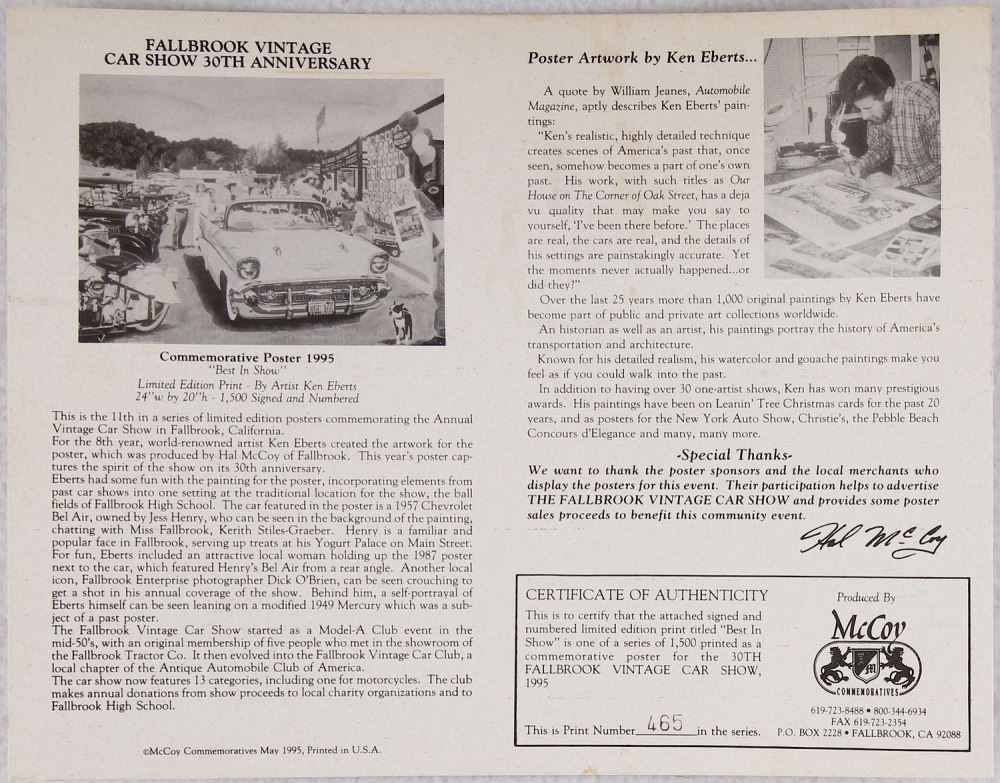 FALLBROOK VINTAGE
CAR SHOW 30TH ANNIVERSARY
Commemorative Poster 1995
"Best In Show"
Limited Edition Print - By Artist Ken Eberts
24"w by 20"h - 1,500 Signed and Numbered
This is the 11th in a series of limited edition posters commemorating the Annual
Vintage Car Show in Fallbrook, California.
For the 8th year, world-renowned artist Ken Eberts created the artwork for the
poster, which was produced by Hal McCoy of Fallbrook. This year's poster cap-
tures the spirit of the show on its 30th anniversary.
Eberts had some fun with the painting for the poster, incorporating elements from
past car shows into one setting at the traditional location for the show, the ball
fields of Fallbrook High School. The car featured in the poster is a 1957 Chevrolet
Bel Air, owned by Jess Henry, who can be seen in the background of the painting,
chatting with Miss Fallbrook, Kerith Stiles-Graeber. Henry is a familiar and
popular face in Fallbrook, serving up treats at his Yogurt Palace on Main Street.
For fun, Eberts included an attractive local woman holding up the 1987 poster
next to the car, which featured Henry's Bel Air from a rear angle. Another local
icon, Fallbrook Enterprise photographer Dick O'Brien, can be seen crouching to
get a shot in his annual coverage of the show. Behind him, a self-portrayal of
Eberts himself can be seen leaning on a modified 1949 Mercury which was a sub-
ject of a past poster.
The Fallbrook Vintage Car Show started as a Model-A Club event in the
mid-50's, with an original membership of five people who met in the showroom of
the Fallbrook Tractor Co. It then evolved into the Fallbrook Vintage Car Club, a
local chapter of the Antique Automobile Club of America.
The car show now features 13 categories, including one for motorcycles. The club
makes annual donations from show proceeds to local charity organizations and to
Fallbrook High School.
©McCoy Commemoratives May 1995, Printed in U.S.A.
Poster Artwork by Ken Eberts...
A quote by William Jeanes, Automobile
Magazine, aptly describes Ken Eberts' pain-
tings:
"Ken's realistic, highly detailed technique
creates scenes of America's past that, once
seen, somehow becomes a part of one's own
past. His work, with such titles as Our
House on The Corner of Oak Street, has a deja
vu quality that may make you say to
yourself, 'I've been there before.' The places
are real, the cars are real, and the details of
his settings are painstakingly accurate. Yet
the moments never actually happened...or
did they?"
Over the last 25 years more than 1,000 original paintings by Ken Eberts have
become part of public and private art collections worldwide.
An historian as well as an artist, his paintings portray the history of America's
transportation and architecture.
Known for his detailed realism, his watercolor and gouache paintings make you
feel as if you could walk into the past.
In addition to having over 30 one-artist shows, Ken has won many prestigious
awards. His paintings have been on Leanin' Tree Christmas cards for the past 20
years, and as posters for the New York Auto Show, Christie's, the Pebble Beach
Concours d'Elegance and many, many more.
-Special Thanks-
We want to thank the poster sponsors and the local merchants who
display the posters for this event. Their participation helps to advertise
THE FALLBROOK VINTAGE CAR SHOW and provides some poster
sales proceeds to benefit this community event.
Hal McCoy
CERTIFICATE OF AUTHENTICITY
This is to certify that the attached signed and
numbered limited edition print titled "Best In
Show" is one of a series of 1,500 printed as a
commemorative poster for the 30TH
FALLBROOK VINTAGE CAR SHOW,
1995
This is Print Number 465 in the series.
Produced By
McCoy
M
COMMEMORATIVES
619-723-8488 • 800-344-6934
FAX 619-723-2354
P.O. BOX 2228 • FALLBROOK, CA 92088